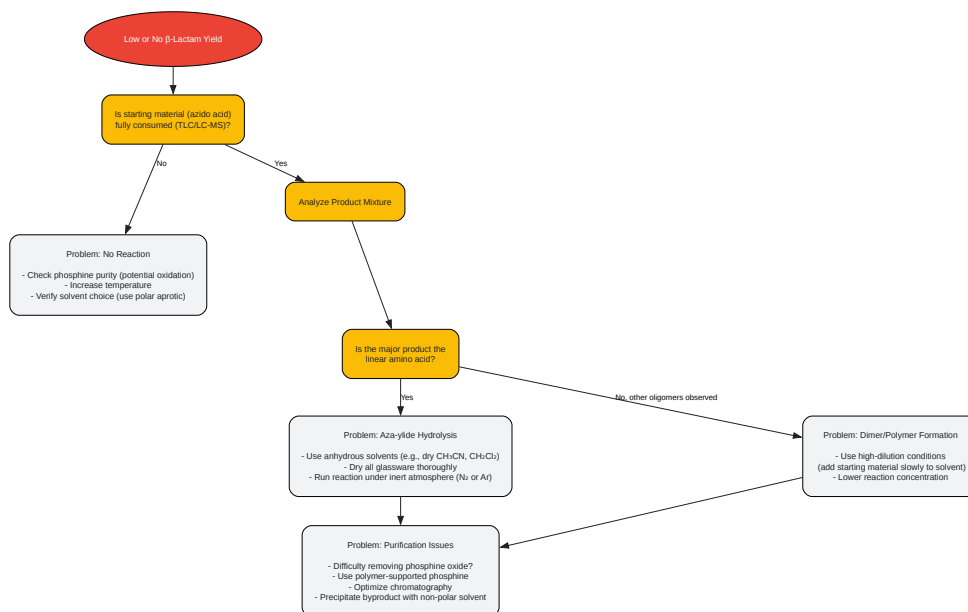 Low or No β-Lactam Yield
Is starting material (azido acid)
fully consumed (TLC/LC-MS)?
No
Yes
Analyze Product Mixture
Problem: No Reaction
- Check phosphine purity (potential oxidation)
- Increase temperature
- Verify solvent choice (use polar aprotic)
Is the major product the
linear amino acid?
Yes
No, other oligomers observed
Problem: Aza-ylide Hydrolysis
- Use anhydrous solvents (e.g., dry CH₃CN, CH₂Cl₂)
- Dry all glassware thoroughly
- Run reaction under inert atmosphere (N₂ or Ar)
Problem: Dimer/Polymer Formation
- Use high-dilution conditions
(add starting material slowly to solvent)
- Lower reaction concentration
Problem: Purification Issues
- Difficulty removing phosphine oxide?
- Use polymer-supported phosphine
- Optimize chromatography
- Precipitate byproduct with non-polar solvent